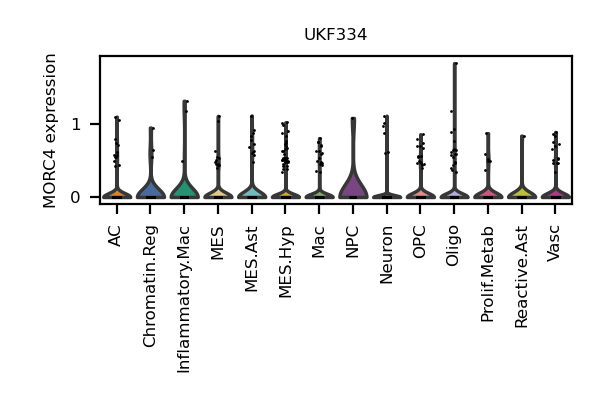 UKF334
MORC4 expression
1
0
AC
Chromatin.Reg
Inflammatory.Mac
MES
MES.Ast
MES.Hyp
Mac
NPC
Neuron
OPC
Oligo
Prolif.Metab
Reactive.Ast
Vasc